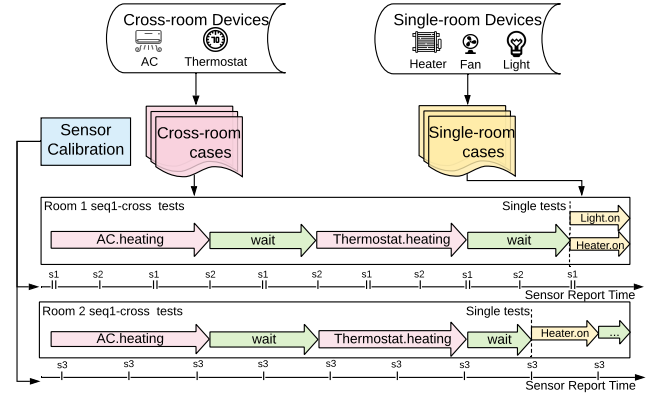 Cross-room Devices
AC
Thermostat
Single-room Devices
Heater
Fan
Light
Sensor
Calibration
Cross-room
cases
Single-room
cases
Room 1 seq1-cross tests
Single tests
AC.heating
wait
Thermostat.heating
wait
Light.on
Heater.on
s1 s2 s1 s2 s1 s2 s1 s2 s1 s2 s1
Sensor Report Time
Room 2 seq1-cross tests
Single tests
AC.heating
wait
Thermostat.heating
wait
Heater.on
...
s3 s3 s3 s3 s3 s3 s3 s3 s3
Sensor Report Time